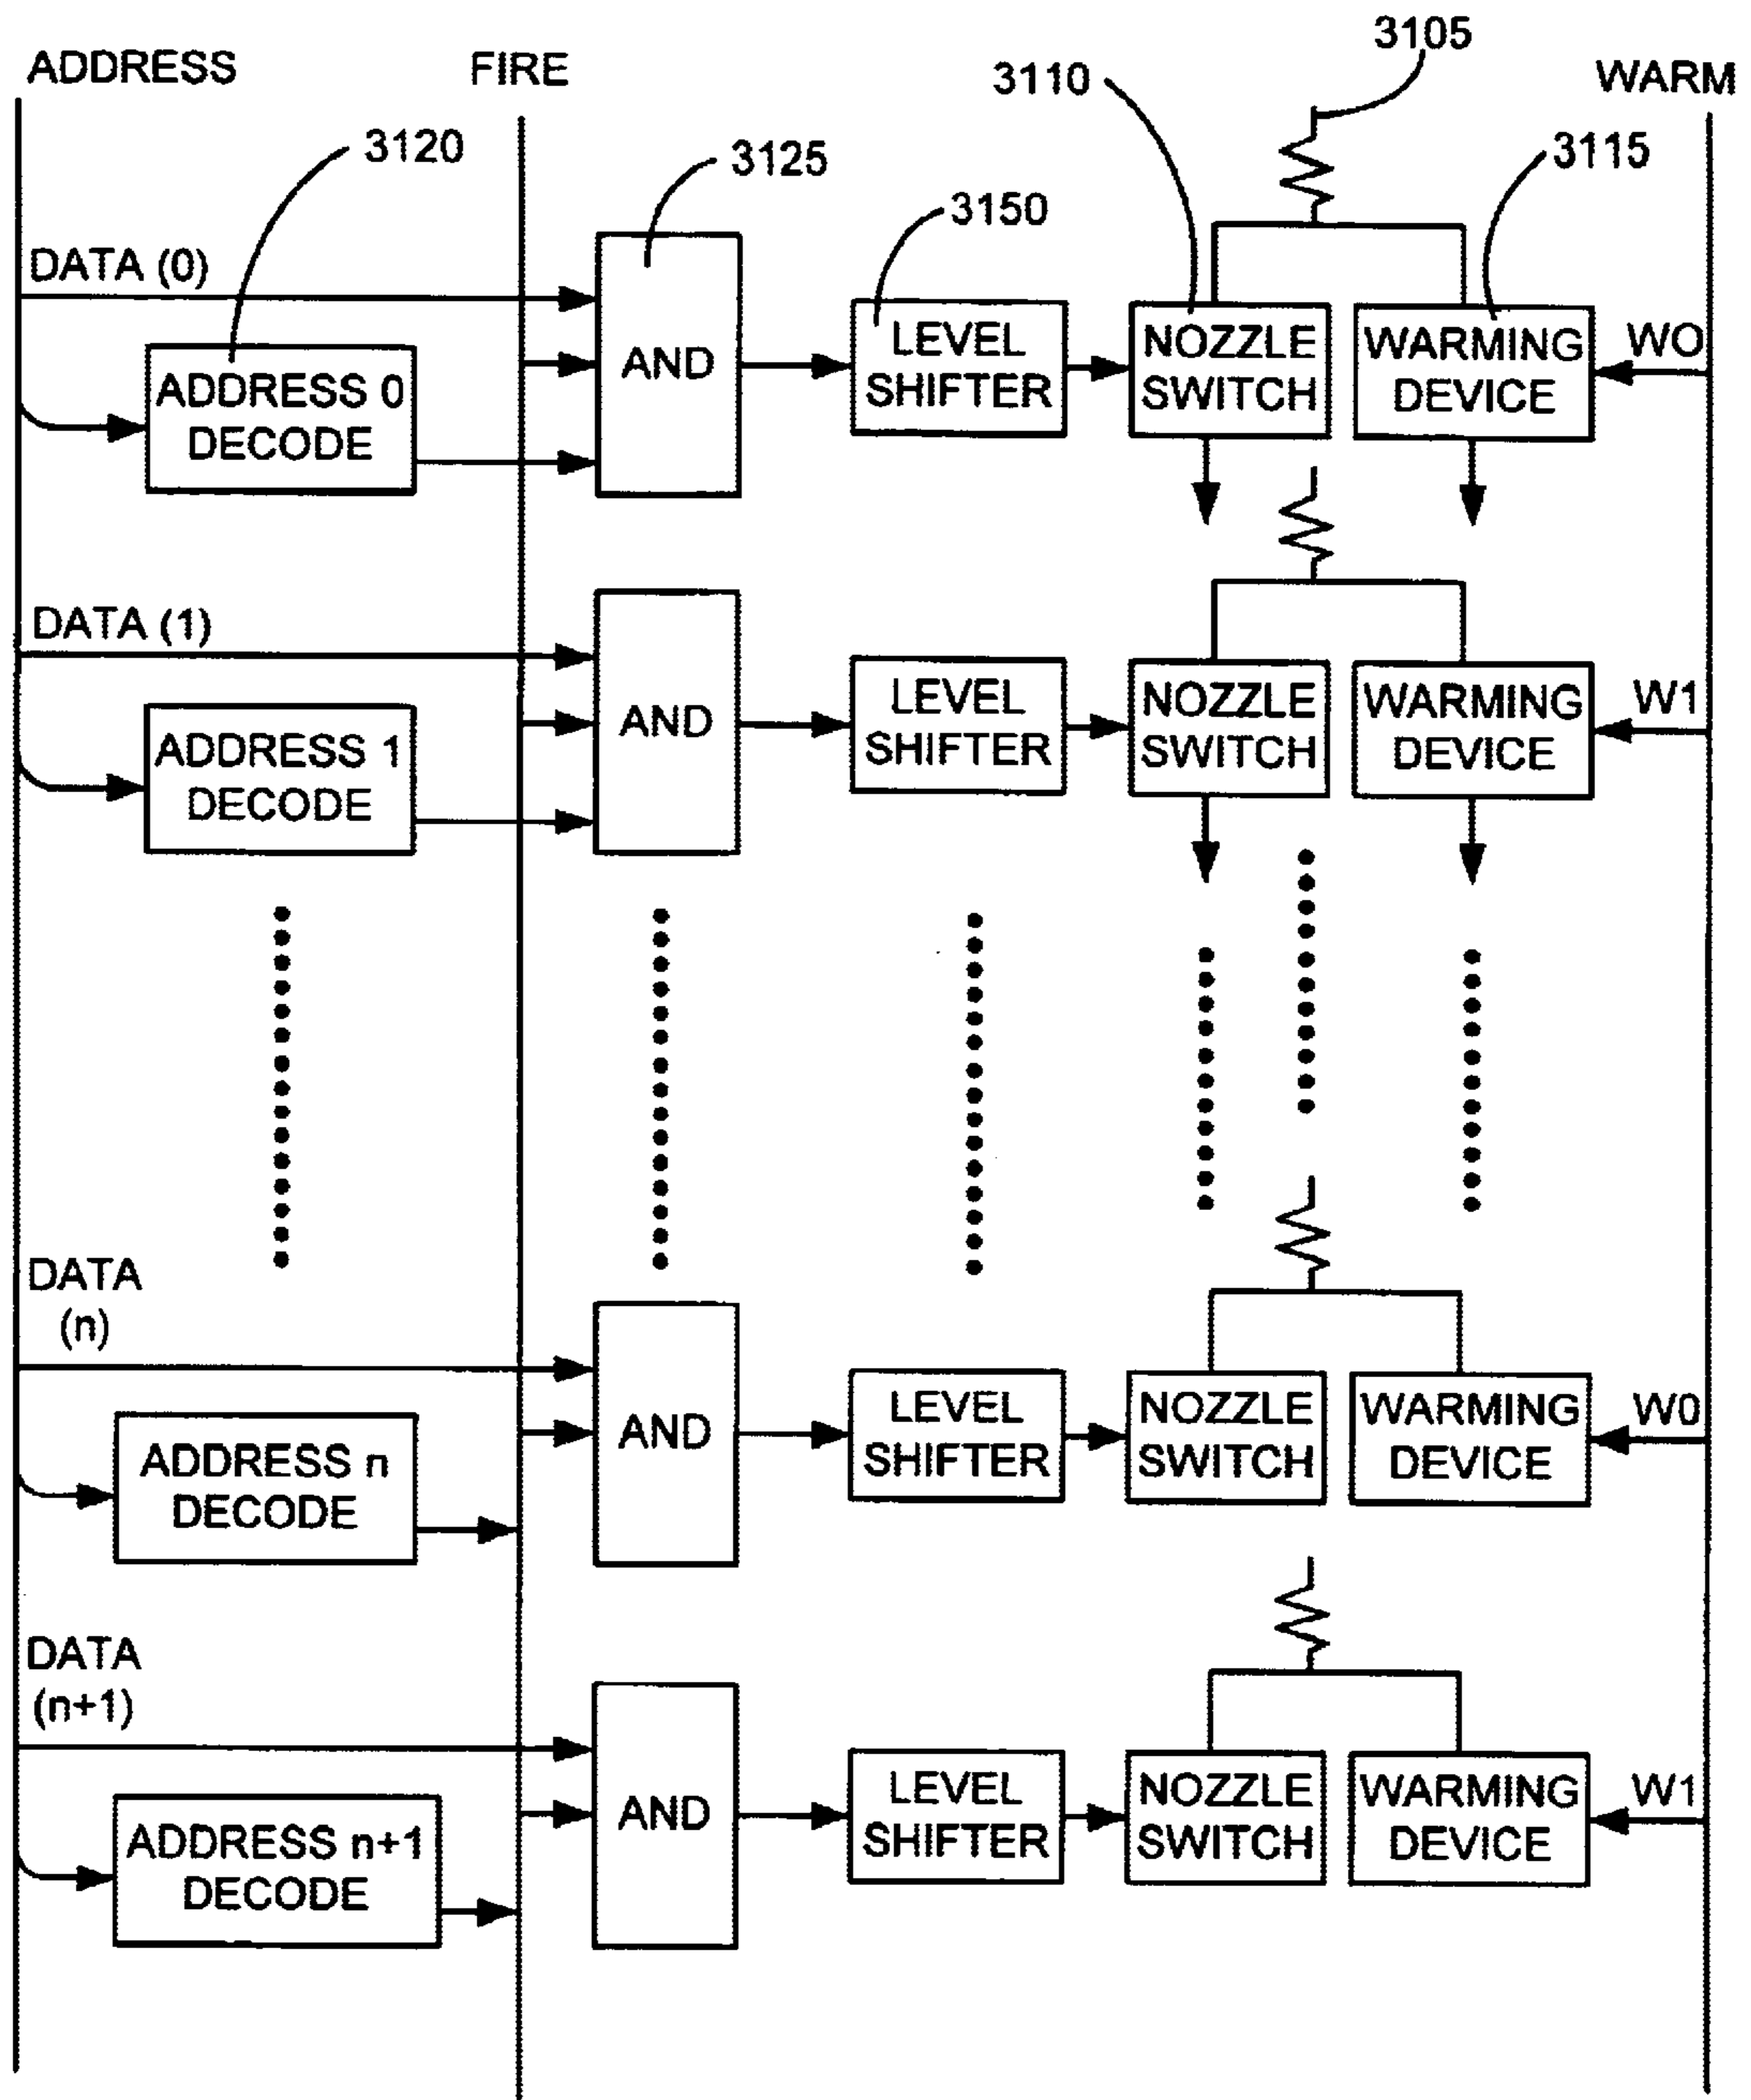 3105
ADDRESS
FIRE
3110
WARM
3120
3125
3150
3115
DATA (0)
ADDRESS 0
DECODE
AND
LEVEL
SHIFTER
NOZZLE
SWITCH
WARMING
DEVICE
WO
DATA (1)
ADDRESS 1
DECODE
AND
LEVEL
SHIFTER
NOZZLE
SWITCH
WARMING
DEVICE
W1
DATA
(n)
ADDRESS n
DECODE
AND
LEVEL
SHIFTER
NOZZLE
SWITCH
WARMING
DEVICE
W0
DATA
(n+1)
ADDRESS n+1
DECODE
AND
LEVEL
SHIFTER
NOZZLE
SWITCH
WARMING
DEVICE
W1